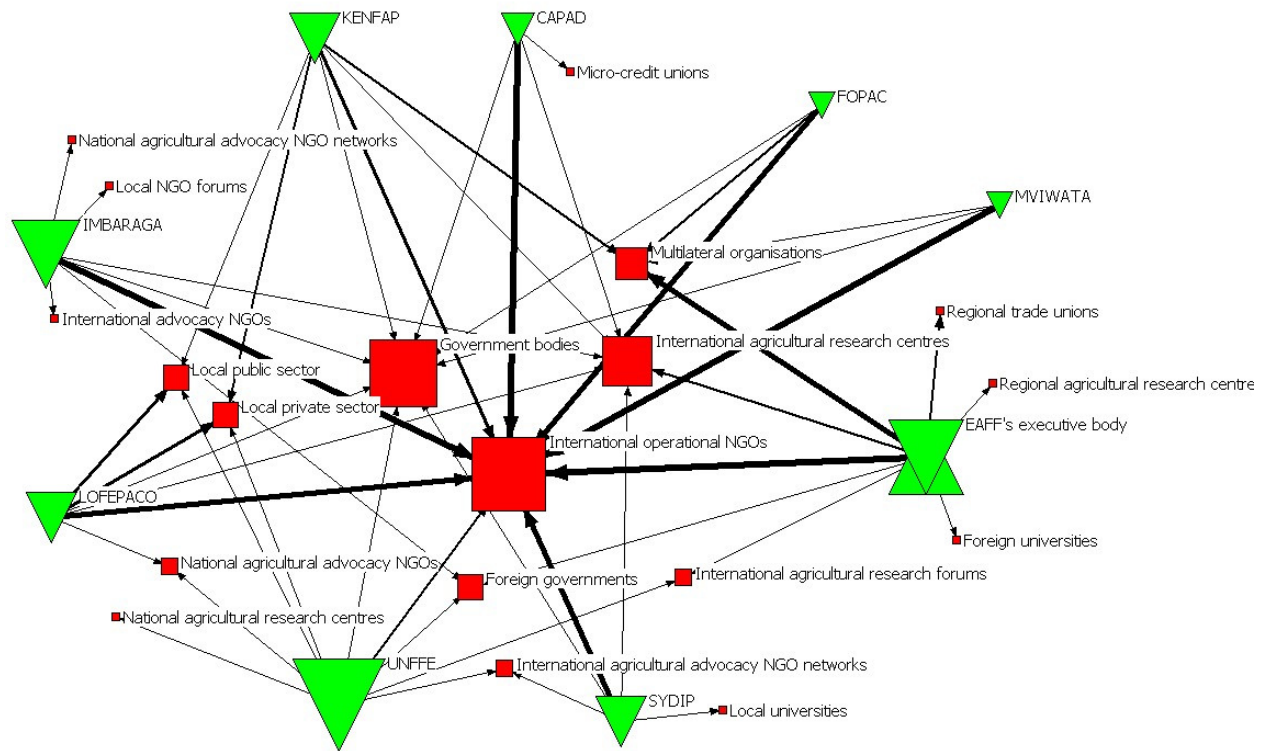 KENFAP
CAPAD
Micro-credit unions
FOPAC
National agricultural advocacy NGO networks
Local NGO forums
MVIWATA
IMBARAGA
Multilateral organisations
International advocacy NGOs
Regional trade unions
Government bodies
International agricultural research centres
Local public sector
Regional agricultural research centre
Local private sector
EAFF's executive body
International operational NGOs
LOFEPACO
Foreign universities
National agricultural advocacy NGOs
Foreign governments
International agricultural research forums
National agricultural research centres
UNFFE
International agricultural advocacy NGO networks
SYDIP
Local universities